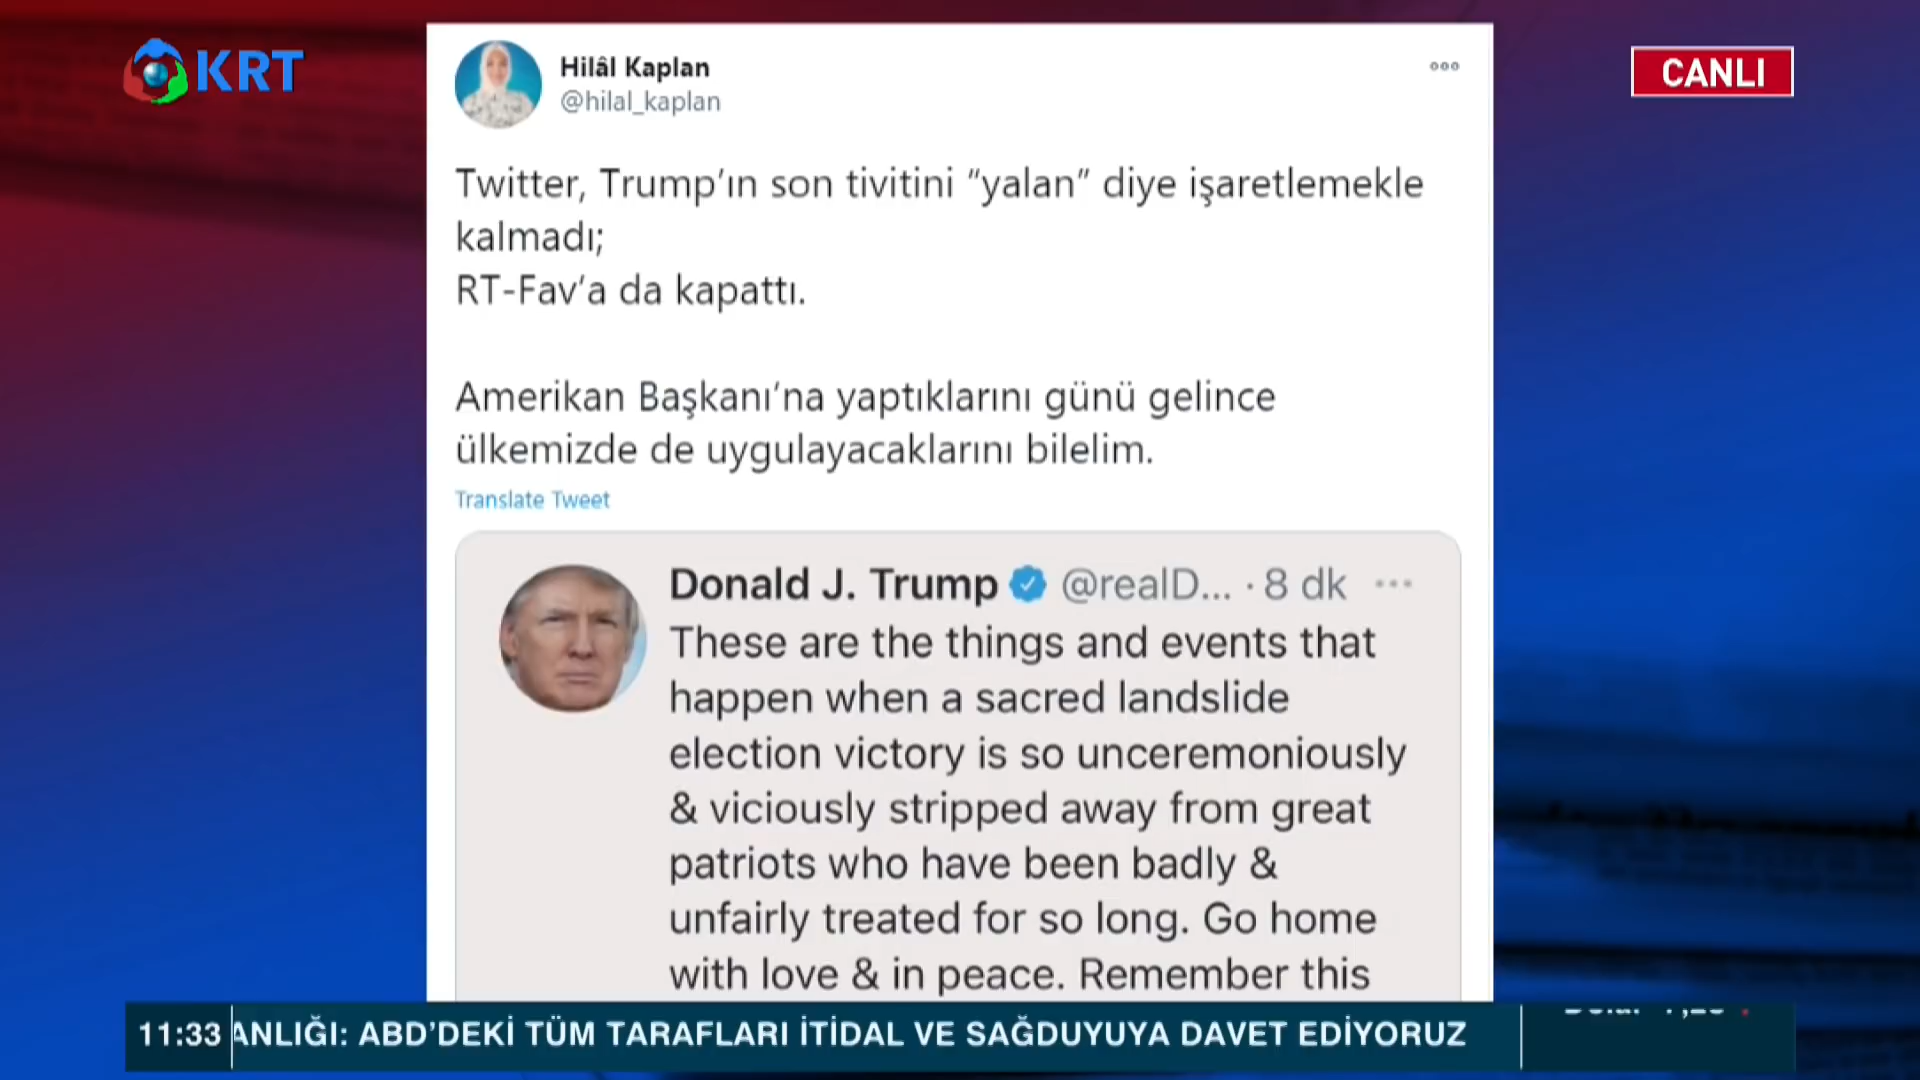 KRT
CANLI
Hilâl Kaplan
@hilal_kaplan
Twitter, Trump’ın son tivitini “yalan” diye işaretlemekle
kalmadı;
RT-Fav’a da kapattı.
Amerikan Başkanı’na yaptıklarını günü gelince
ülkemizde de uygulayacaklarını bilelim.
Translate Tweet
Donald J. Trump @realD... · 8 dk
These are the things and events that
happen when a sacred landslide
election victory is so unceremoniously
& viciously stripped away from great
patriots who have been badly &
unfairly treated for so long. Go home
with love & in peace. Remember this
11:33 ANLIĞI: ABD’DEKİ TÜM TARAFLARI İTİDAL VE SAĞDUYUYA DAVET EDİYORUZ